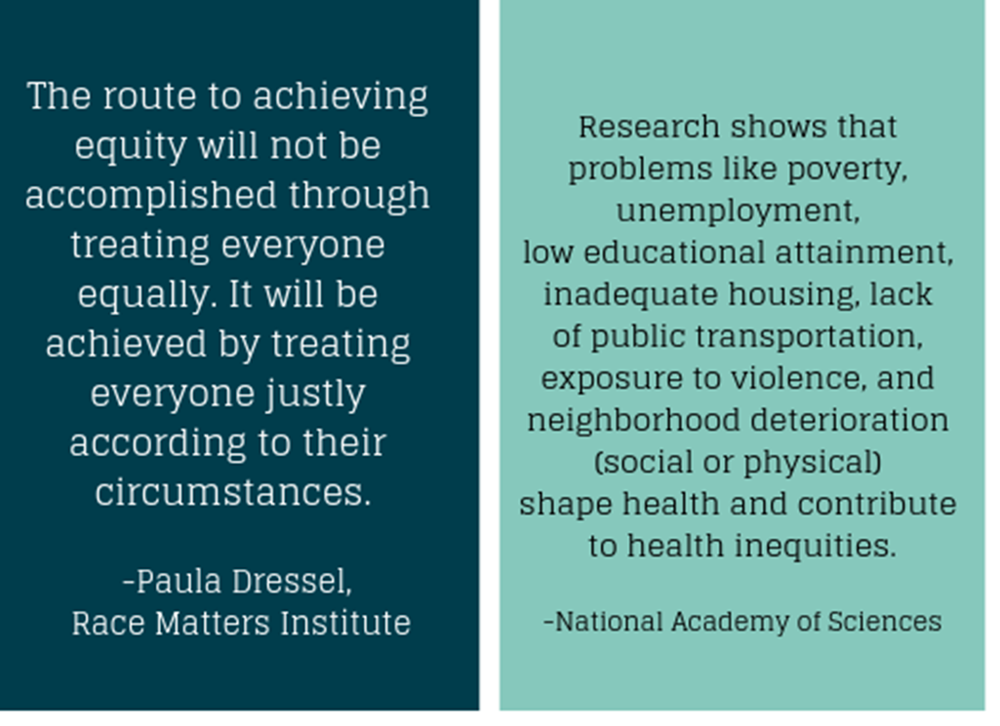 The route to achieving
equity will not be
accomplished through
treating everyone
equally. It will be
achieved by treating
everyone justly
according to their
circumstances.
-Paula Dressel,
Race Matters Institute
Research shows that
problems like poverty,
unemployment,
low educational attainment,
inadequate housing, lack
of public transportation,
exposure to violence, and
neighborhood deterioration
(social or physical)
shape health and contribute
to health inequities.
-National Academy of Sciences